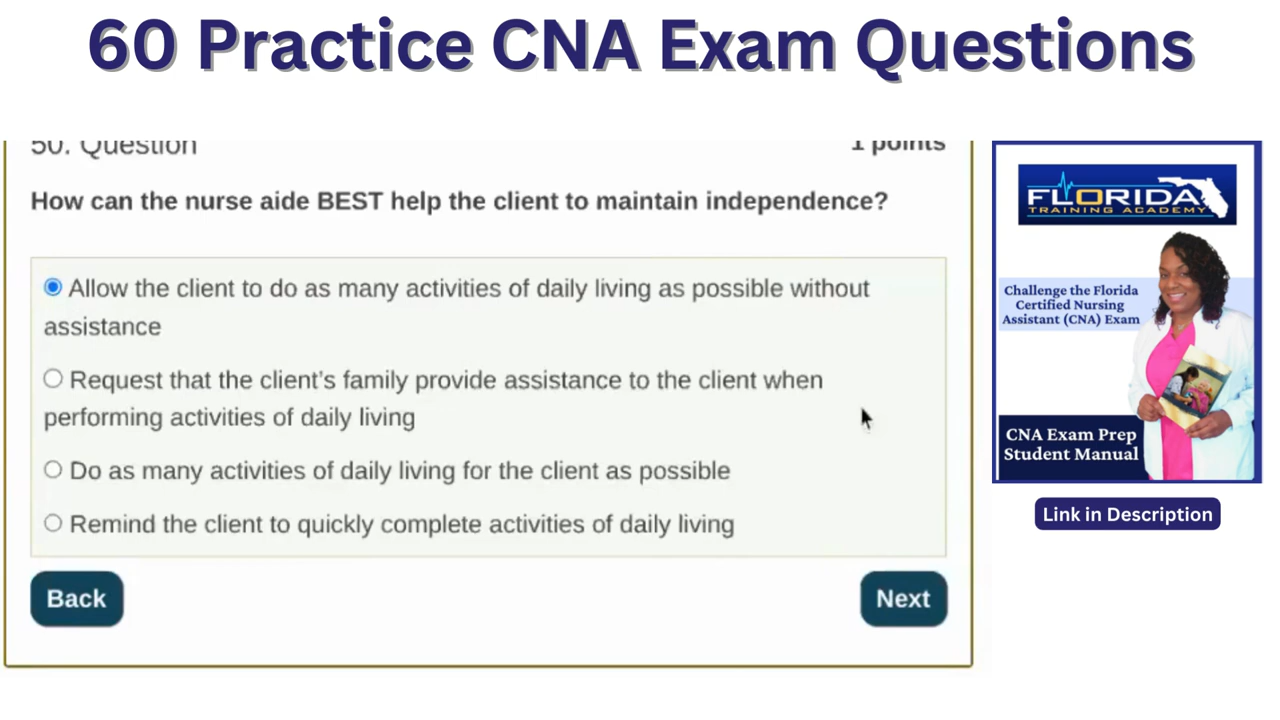 60 Practice CNA Exam Questions
50. Question
1 points
How can the nurse aide BEST help the client to maintain independence?
Allow the client to do as many activities of daily living as possible without
assistance
Request that the client's family provide assistance to the client when
performing activities of daily living
Do as many activities of daily living for the client as possible
Remind the client to quickly complete activities of daily living
Back
Next
FLORIDA
TRAINING ACADEMY
Challenge the Florida
Certified Nursing
Assistant (CNA) Exam
CNA Exam Prep
Student Manual
Link in Description